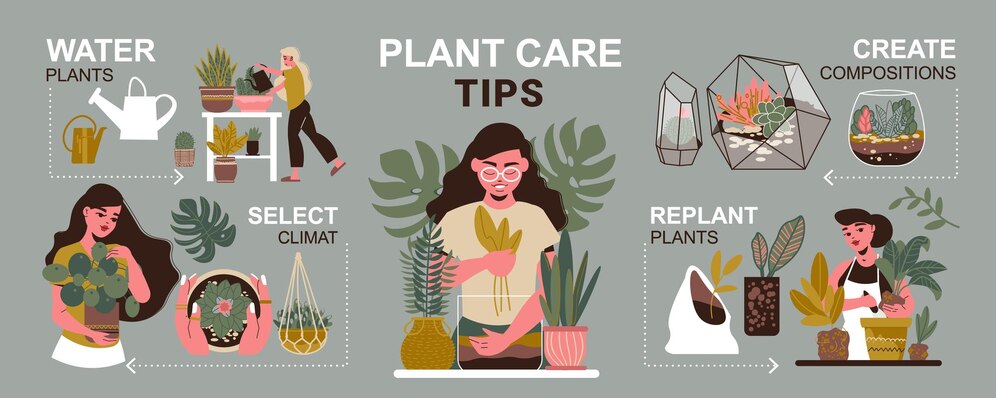 WATER
PLANTS
PLANT CARE
TIPS
CREATE
COMPOSITIONS
SELECT
CLIMAT
REPLANT
PLANTS